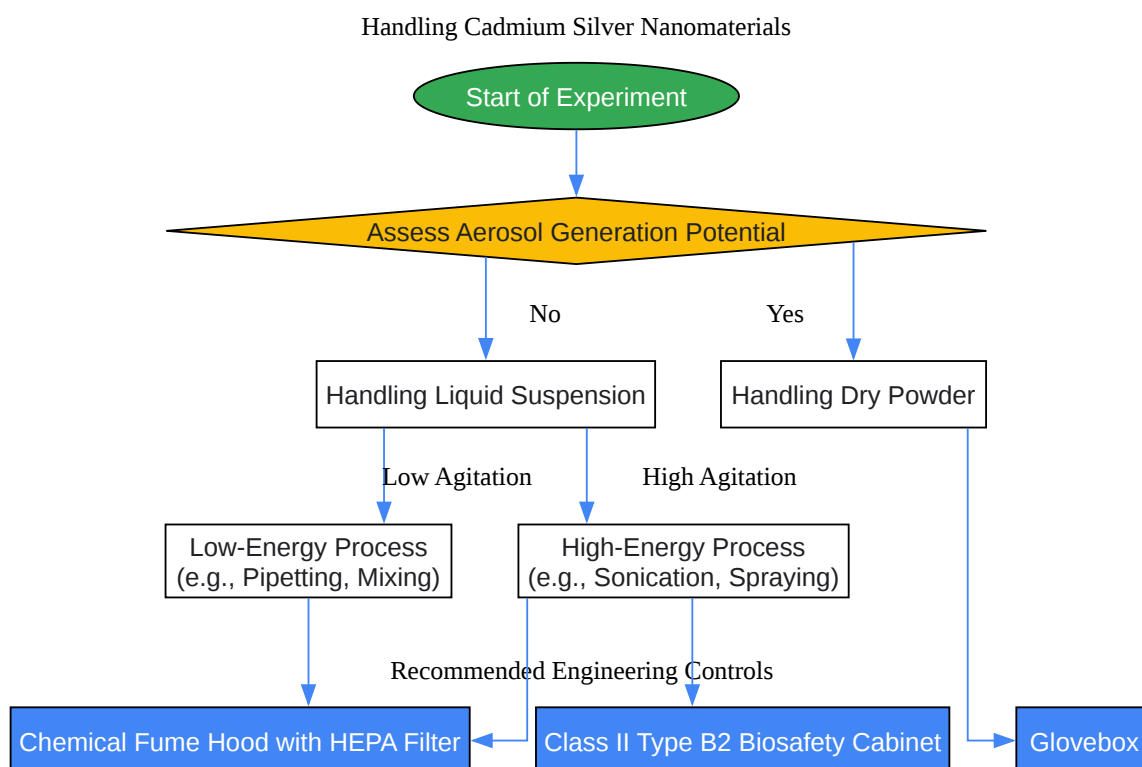 Handling Cadmium Silver Nanomaterials
Start of Experiment
Assess Aerosol Generation Potential
No
Yes
Handling Liquid Suspension
Handling Dry Powder
Low Agitation
High Agitation
Low-Energy Process
(e.g., Pipetting, Mixing)
High-Energy Process
(e.g., Sonication, Spraying)
Recommended Engineering Controls
Chemical Fume Hood with HEPA Filter
Class II Type B2 Biosafety Cabinet
Glovebox